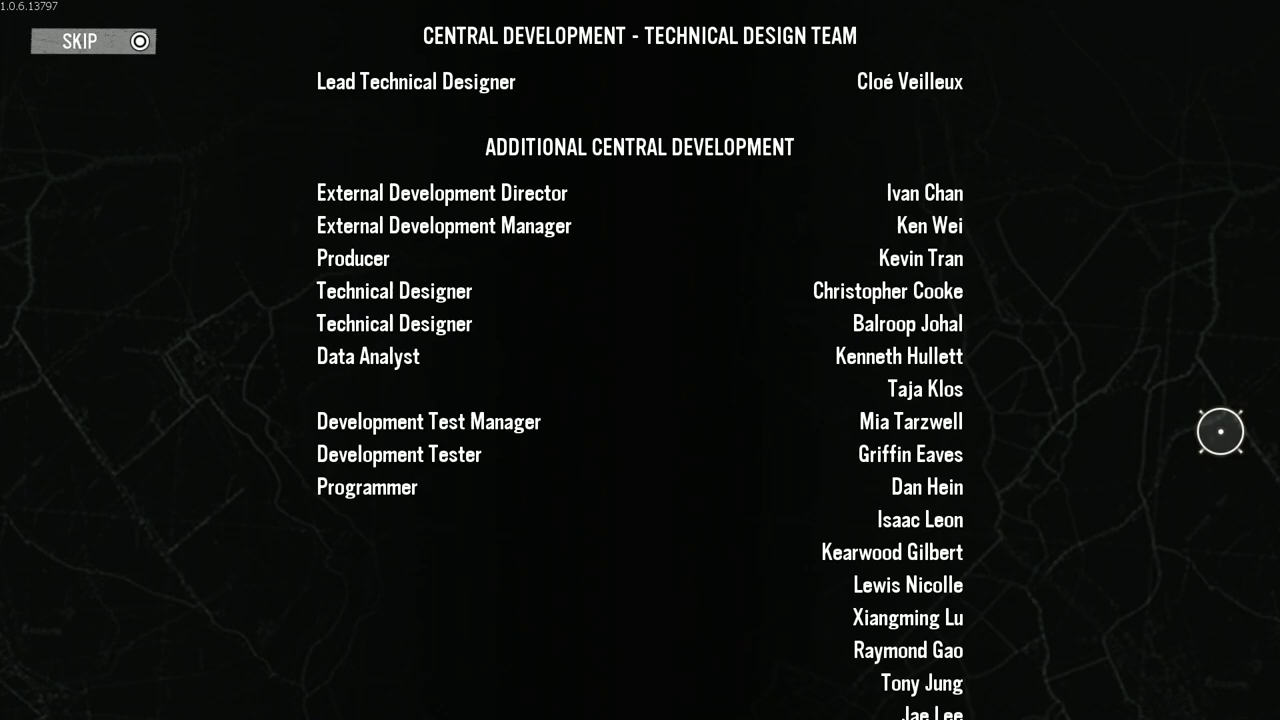 1.0.6.13797
SKIP
CENTRAL DEVELOPMENT - TECHNICAL DESIGN TEAM
Lead Technical Designer Cloé Veilleux
ADDITIONAL CENTRAL DEVELOPMENT
External Development Director Ivan Chan
External Development Manager Ken Wei
Producer Kevin Tran
Technical Designer Christopher Cooke
Technical Designer Balroop Johal
Data Analyst Kenneth Hullett
Taja Klos
Development Test Manager Mia Tarzwell
Development Tester Griffin Eaves
Programmer Dan Hein
Isaac Leon
Kearwood Gilbert
Lewis Nicolle
Xiangming Lu
Raymond Gao
Tony Jung
Jae Lee